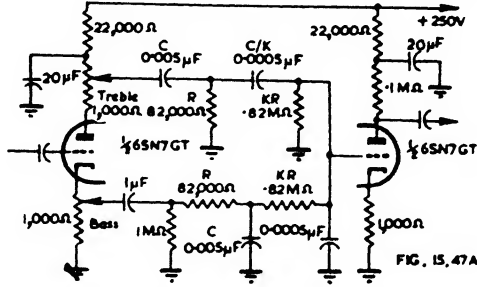 22,000Ω
22,000Ω
+250V
C
0·005µF
C/K
20µF
20µF
Treble
1,000Ω
R
82,000Ω
KR
·82MΩ
·1MΩ
½6SN7GT
½6SN7GT
1µF
R
82,000Ω
KR
·82MΩ
1,000Ω
Bass
1MΩ
C
0·005µF
0·0005µF
1,000Ω
FIG. 15.47A
0·005µF